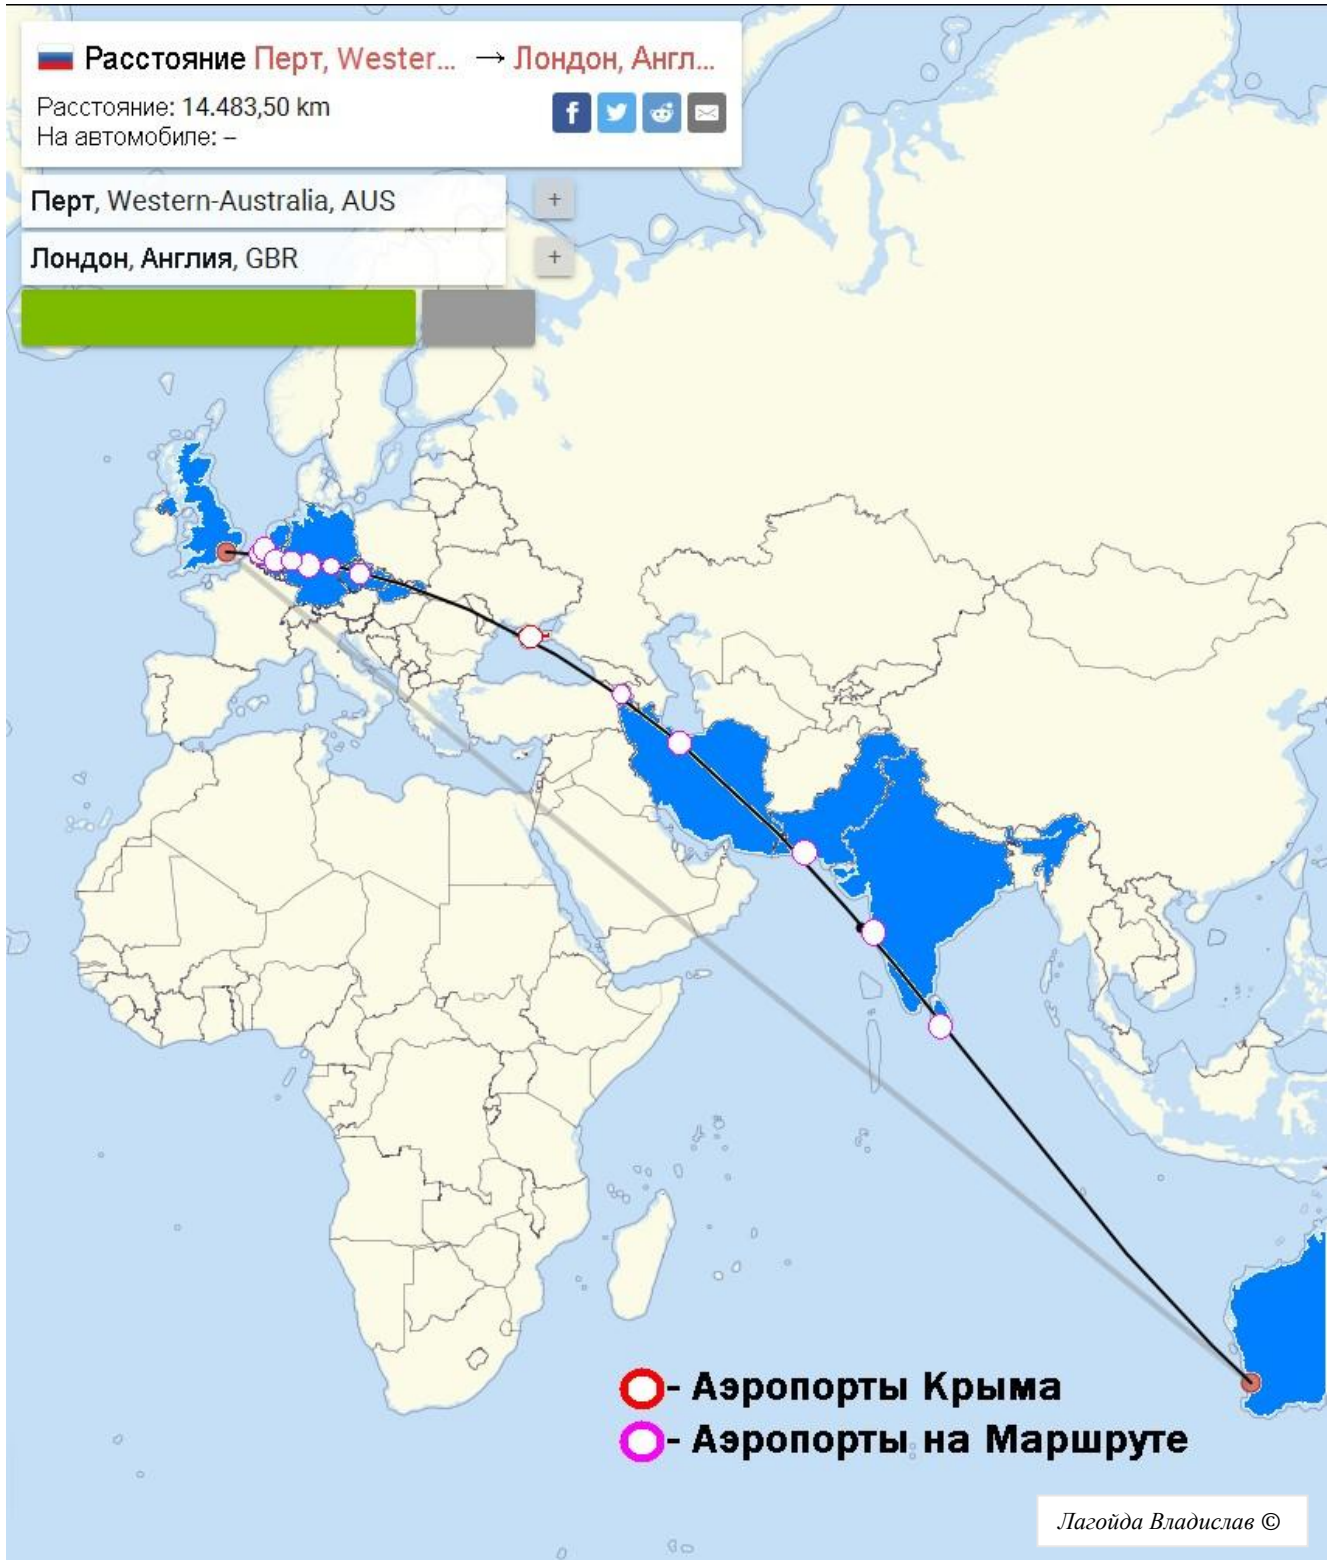 Расстояние Перт, Wester... → Лондон, Англ...
Расстояние: 14.483,50 km
На автомобиле: –
Перт, Western-Australia, AUS
+
Лондон, Англия, GBR
+
- Аэропорты Крыма
- Аэропорты на Маршруте
Лагойда Владислав ©